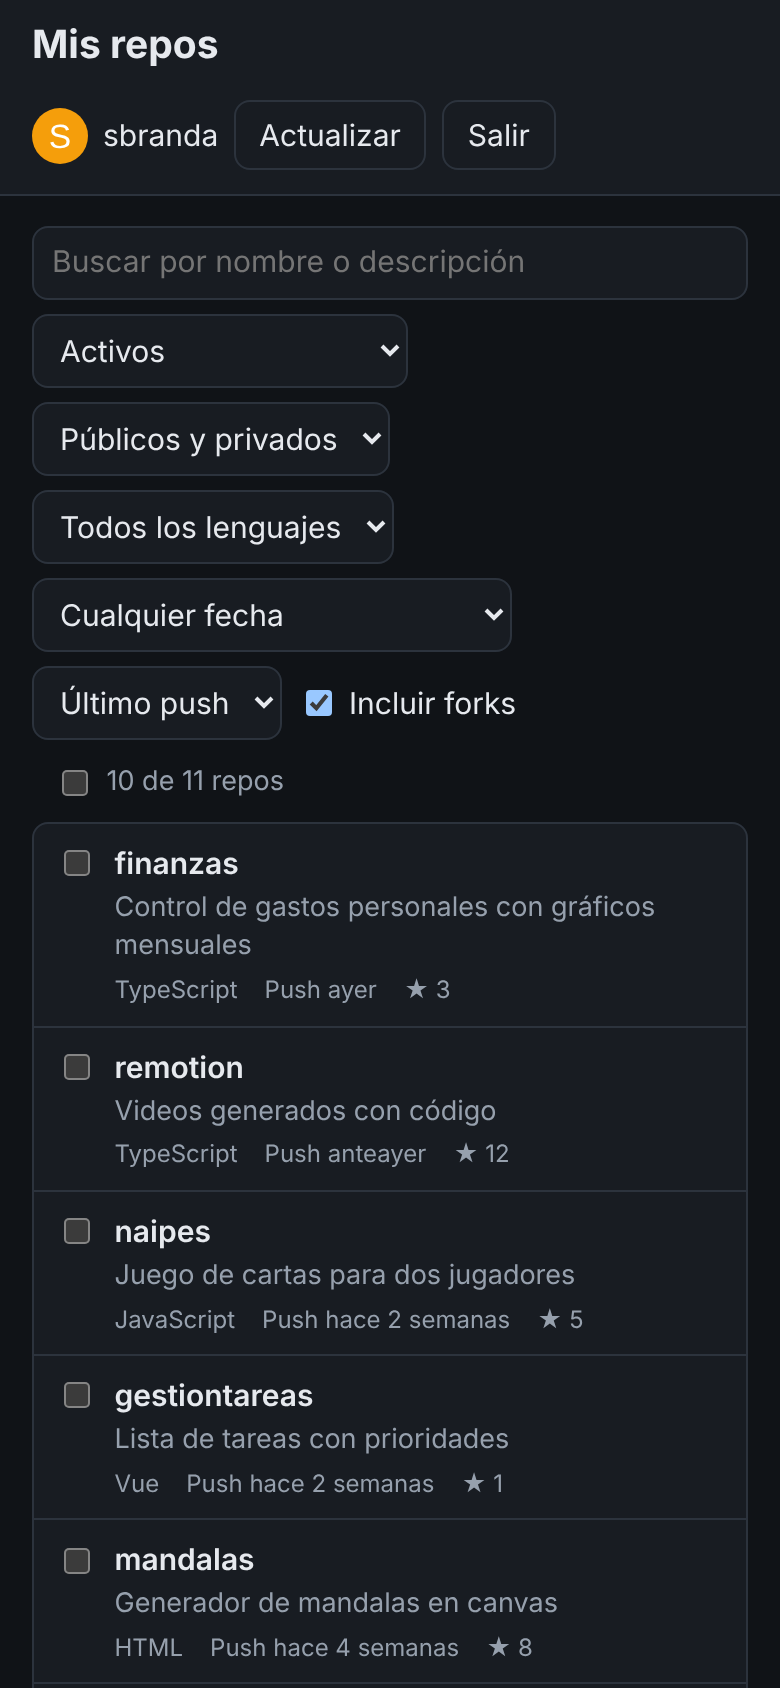 Mis repos
S sbranda Actualizar Salir
Buscar por nombre o descripción
Activos
Públicos y privados
Todos los lenguajes
Cualquier fecha
Último push Incluir forks
10 de 11 repos
finanzas
Control de gastos personales con gráficos
mensuales
TypeScript Push ayer ★ 3
remotion
Videos generados con código
TypeScript Push anteayer ★ 12
naipes
Juego de cartas para dos jugadores
JavaScript Push hace 2 semanas ★ 5
gestiontareas
Lista de tareas con prioridades
Vue Push hace 2 semanas ★ 1
mandalas
Generador de mandalas en canvas
HTML Push hace 4 semanas ★ 8